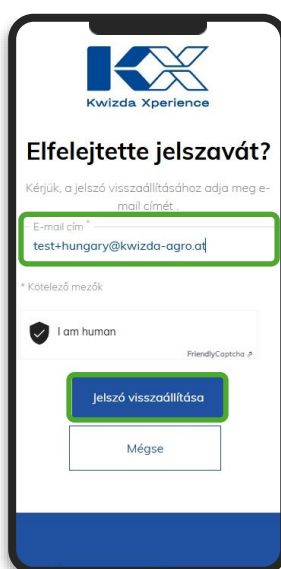 KX
Kwizda Xperience
Elfelejtette jelszavát?
Kérjük, a jelszó visszaállításához adja meg e-
mail címét .
E-mail cím *
test+hungary@kwizda-agro.at
* Kötelező mezők
I am human
FriendlyCaptcha ⇗
Jelszó visszaállítása
Mégse